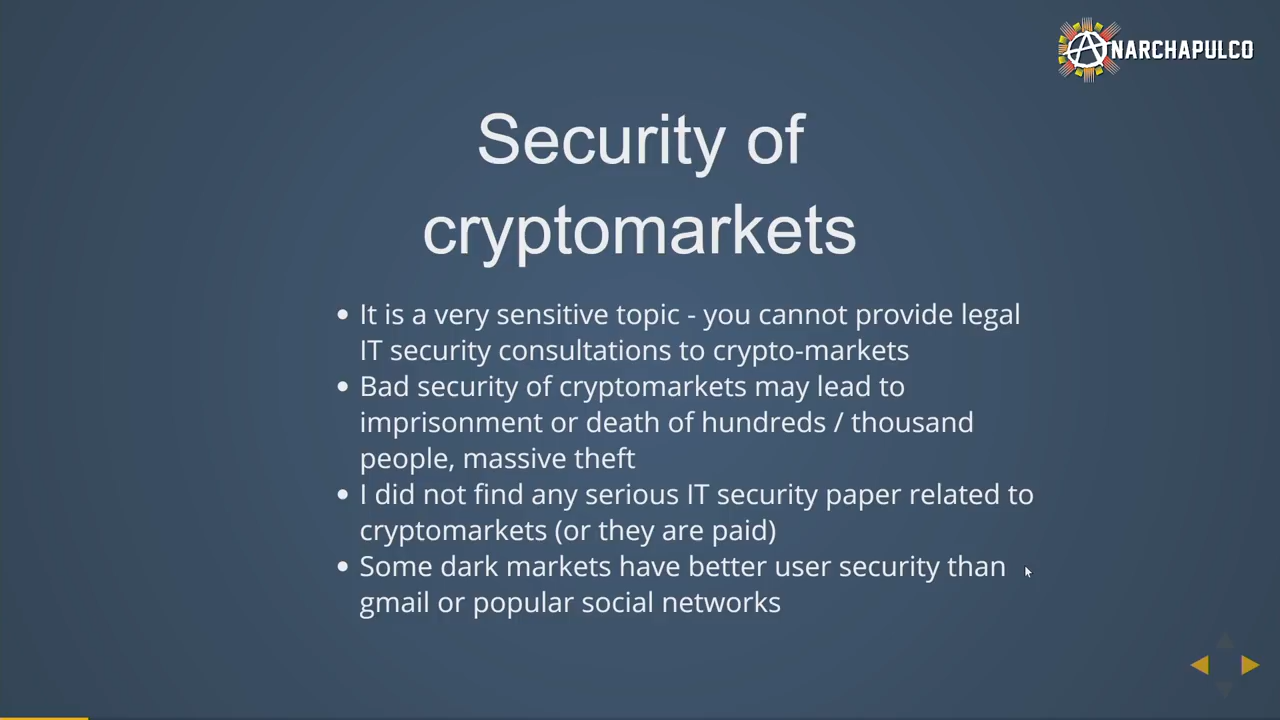 ANARCHAPULCO
Security of
cryptomarkets
It is a very sensitive topic - you cannot provide legal
IT security consultations to crypto-markets
Bad security of cryptomarkets may lead to
imprisonment or death of hundreds / thousand
people, massive theft
I did not find any serious IT security paper related to
cryptomarkets (or they are paid)
Some dark markets have better user security than
gmail or popular social networks